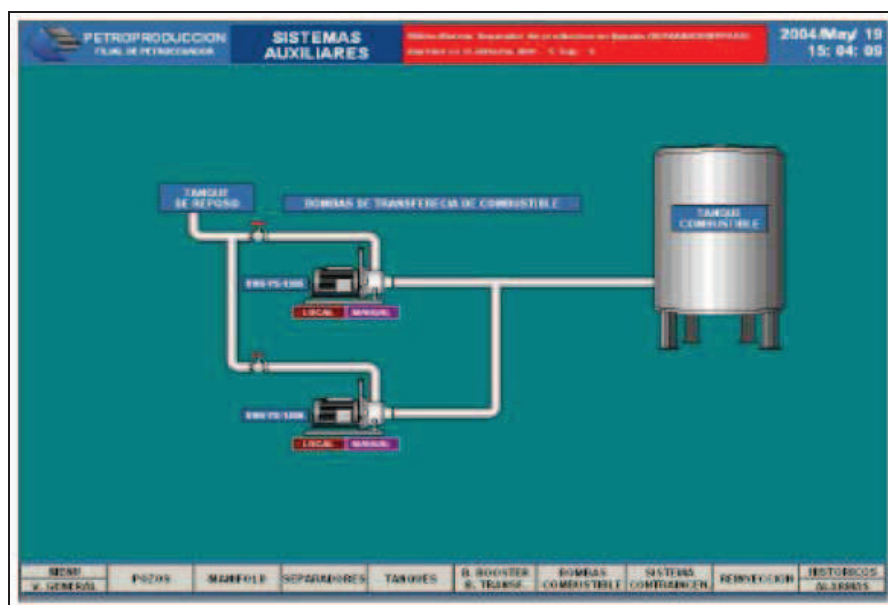 PETROPRODUCCION
FILIAL DE PETROECUADOR
SISTEMAS
AUXILIARES
2004/May/ 19
15: 04: 09
TANQUE
DE REPOSO
BOMBAS DE TRANSFERECIA DE COMBUSTIBLE
TANQUE
COMBUSTIBLE
LOCAL MANUAL
LOCAL MANUAL
MENU
V. GENERAL
POZOS
MANIFOLD
SEPARADORES
TANQUES
B. BOOSTER
B. TRANSF.
BOMBAS
COMBUSTIBLE
SISTEMA
CONTRAINCEN.
REINYECCION
HISTORICOS
ALARMAS